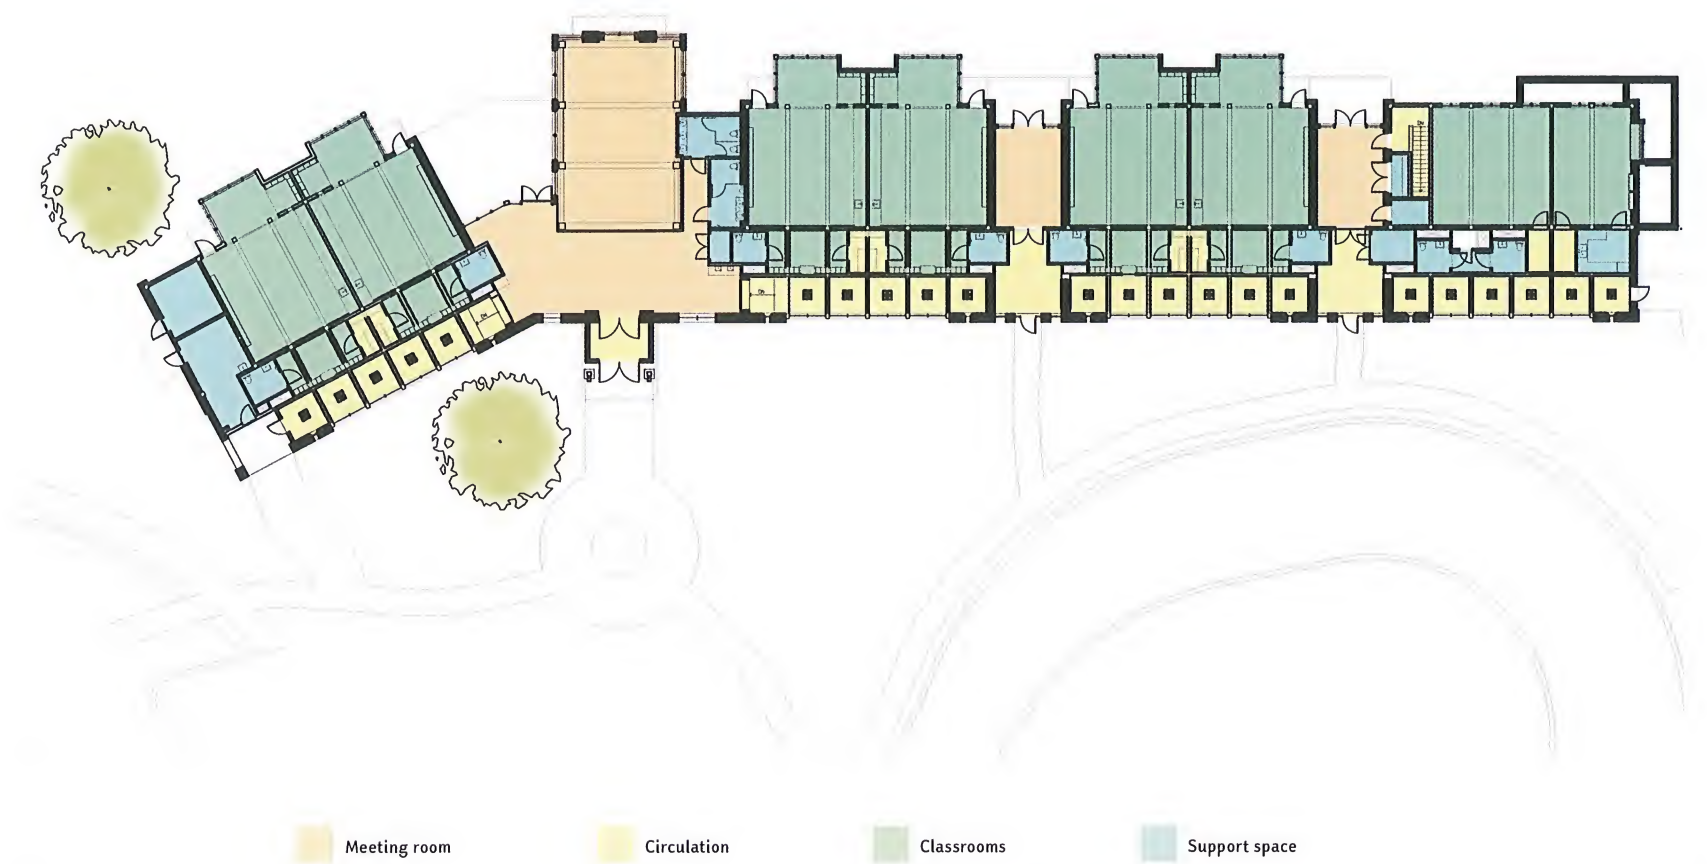 Meeting room
Circulation
Classrooms
Support space